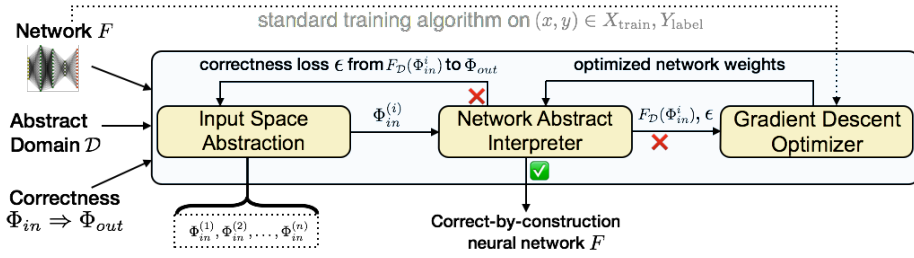 standard training algorithm on (x, y) ∈ X_train, Y_label
Network F
correctness loss ϵ from F_𝒟(Φ_in^i) to Φ_out
optimized network weights
Abstract
Domain 𝒟
Input Space
Abstraction
Φ_in^(i)
Network Abstract
Interpreter
F_𝒟(Φ_in^i), ϵ
Gradient Descent
Optimizer
Correctness
Φ_in ⇒ Φ_out
Φ_in^(1), Φ_in^(2), . . . , Φ_in^(n)
Correct-by-construction
neural network F